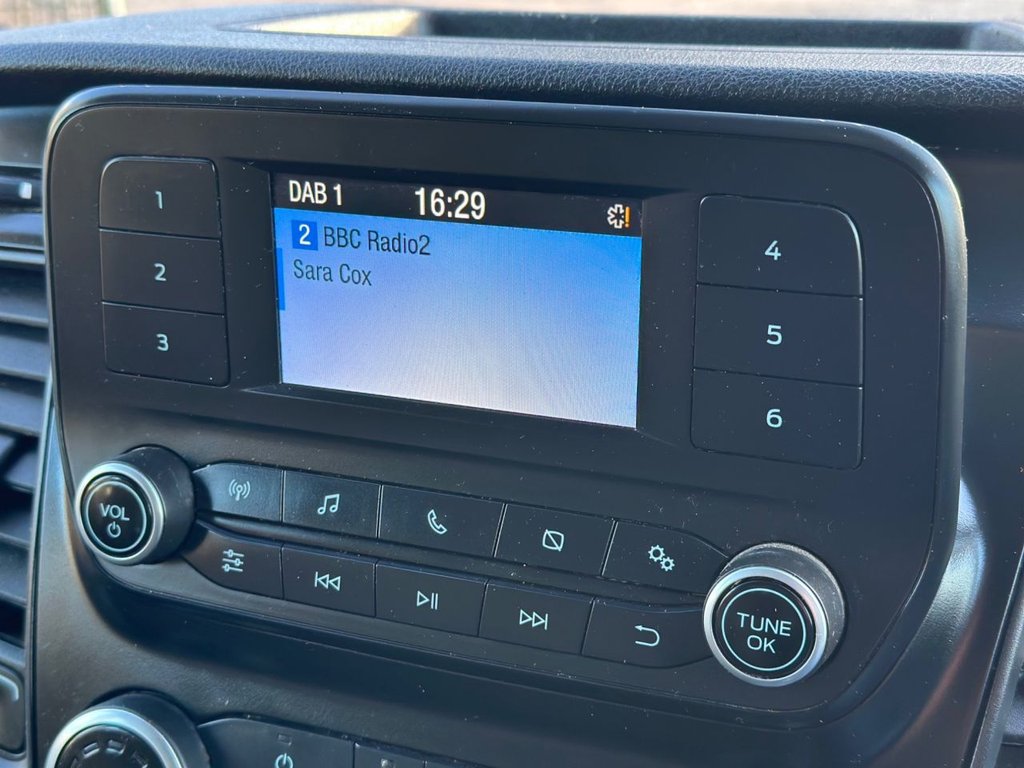 DAB 1 16:29
2 BBC Radio2
Sara Cox
1
2
3
4
5
6
VOL
TUNE
OK